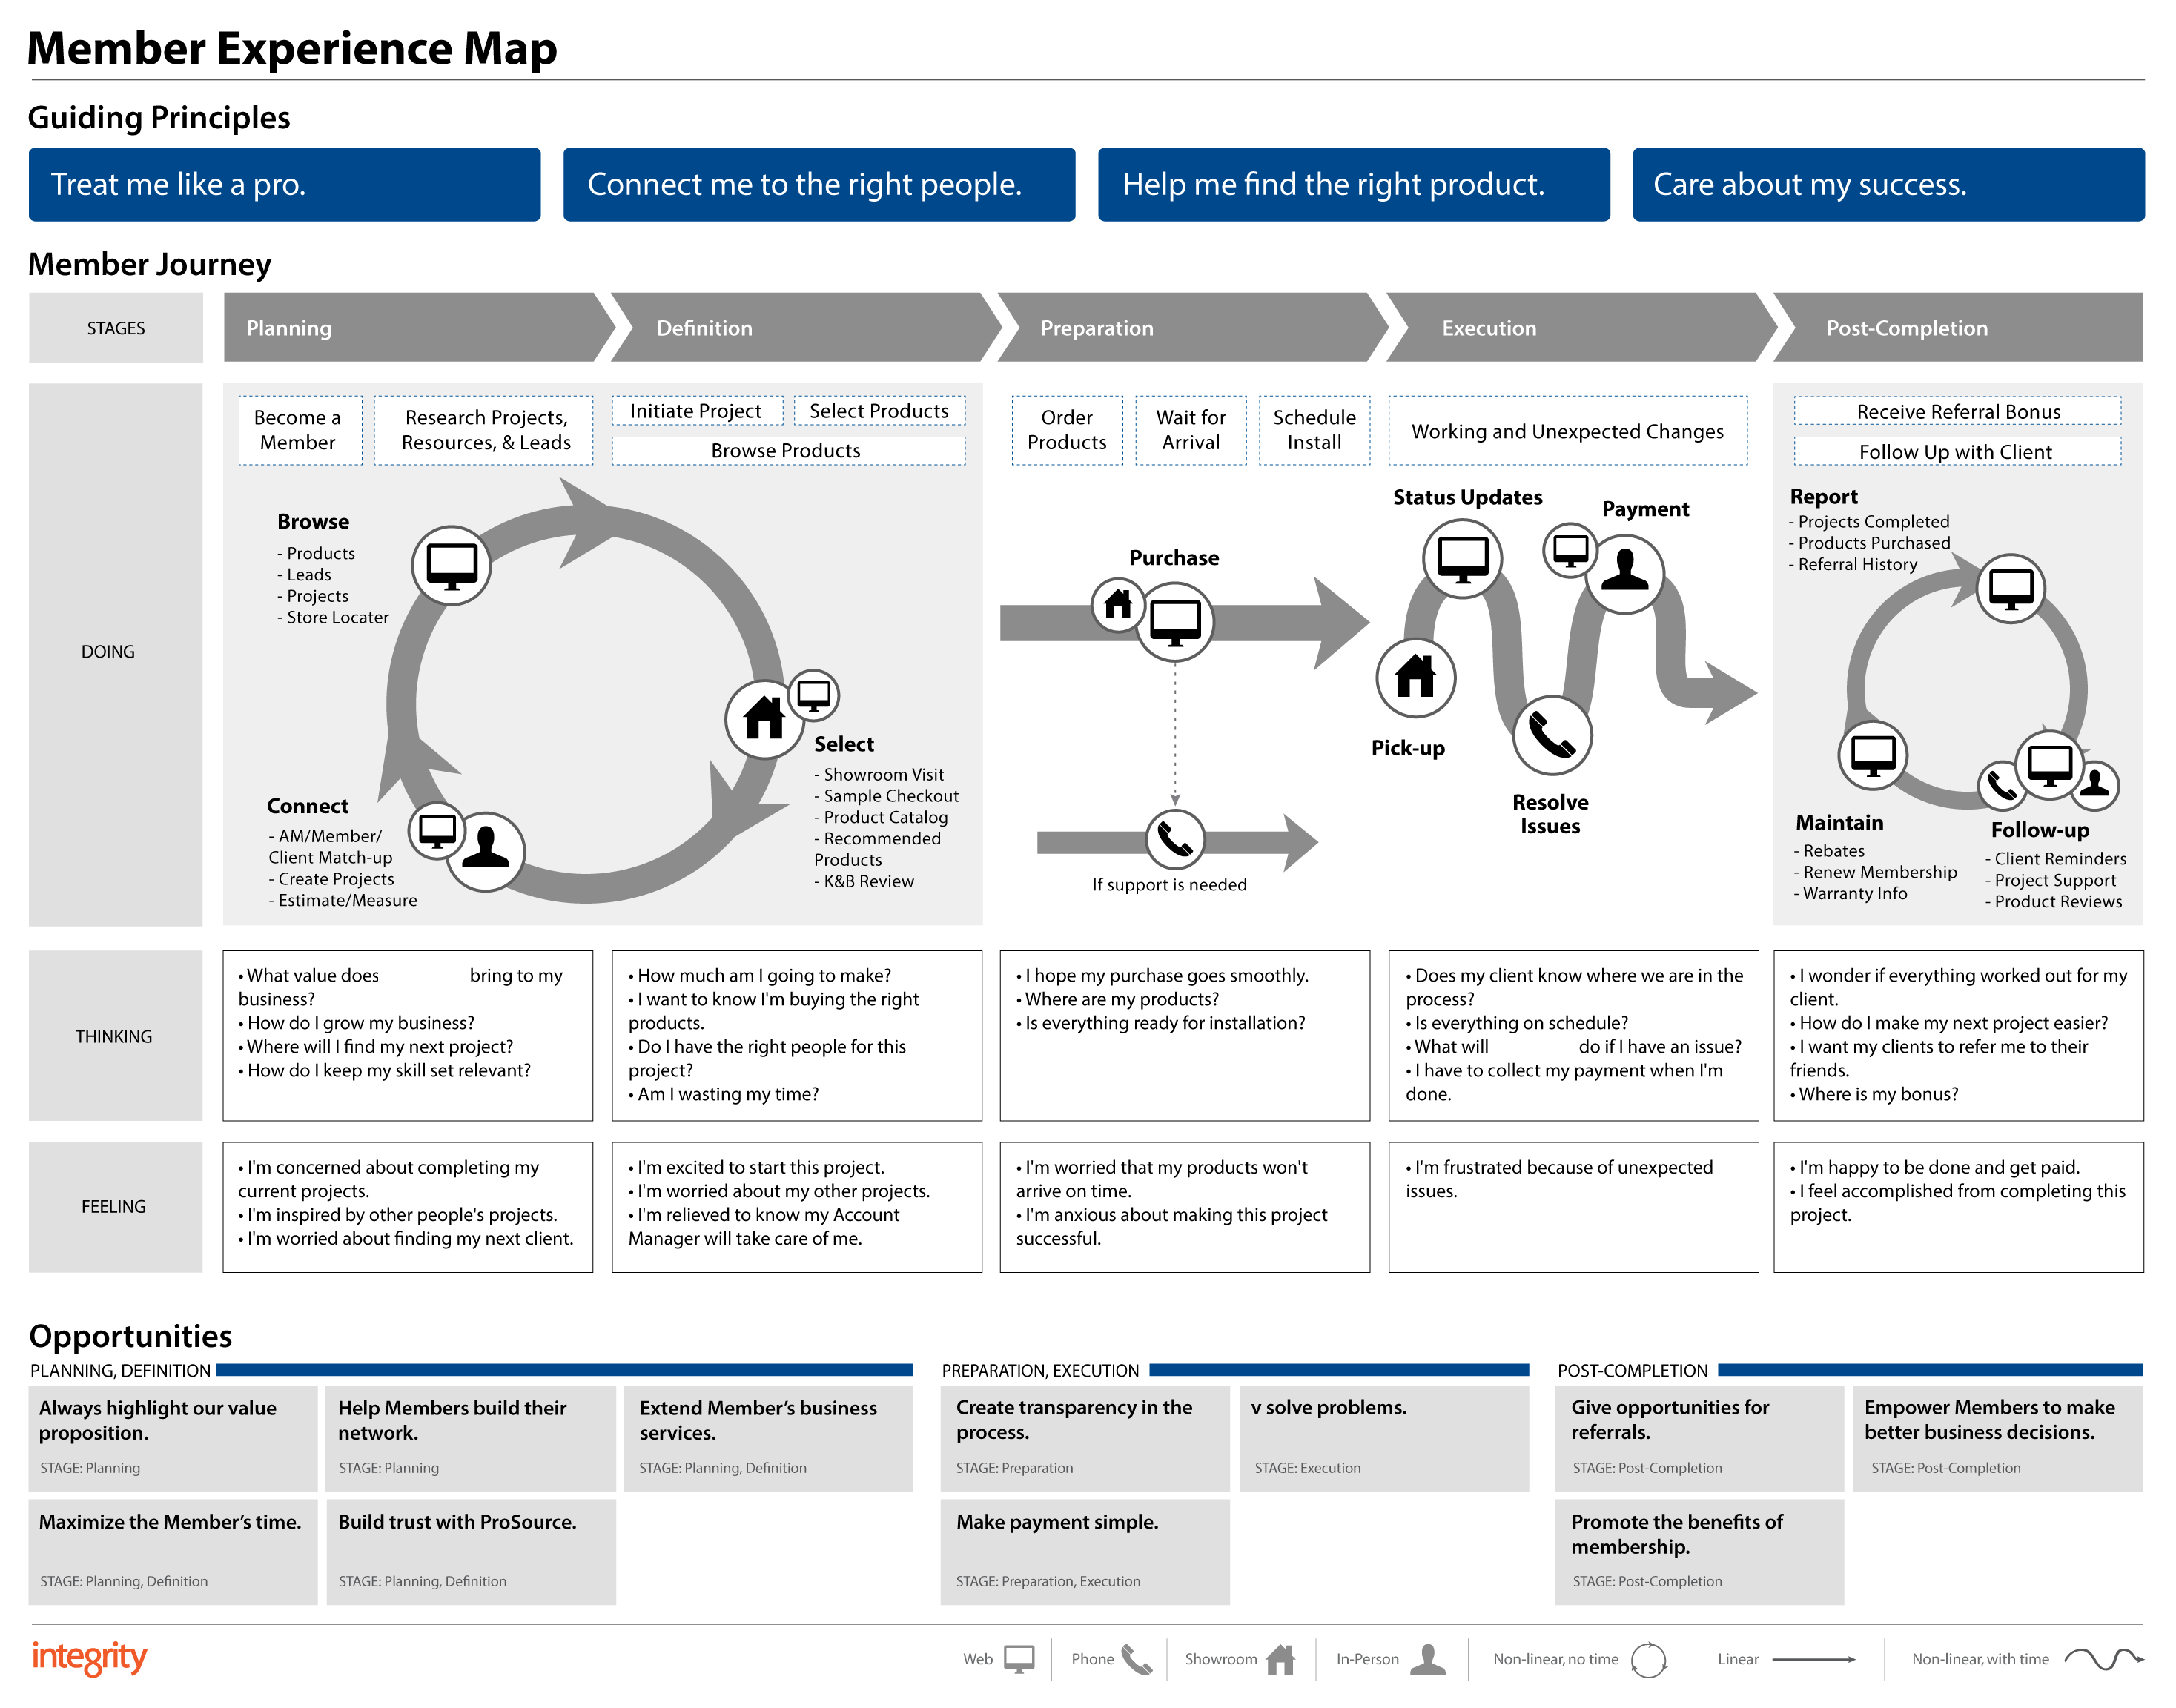 Member Experience Map
Guiding Principles
Treat me like a pro.
Connect me to the right people.
Help me find the right product.
Care about my success.
Member Journey
STAGES
Planning
Definition
Preparation
Execution
Post-Completion
DOING
Become a
Member
Research Projects,
Resources, & Leads
Initiate Project
Select Products
Browse Products
Order
Products
Wait for
Arrival
Schedule
Install
Working and Unexpected Changes
Receive Referral Bonus
Follow Up with Client
Browse
- Products
- Leads
- Projects
- Store Locater
Select
- Showroom Visit
- Sample Checkout
- Product Catalog
- Recommended
Products
- K&B Review
Connect
- AM/Member/
Client Match-up
- Create Projects
- Estimate/Measure
Purchase
If support is needed
Status Updates
Payment
Pick-up
Resolve
Issues
Report
- Projects Completed
- Products Purchased
- Referral History
Maintain
- Rebates
- Renew Membership
- Warranty Info
Follow-up
- Client Reminders
- Project Support
- Product Reviews
THINKING
• What value does bring to my
business?
• How do I grow my business?
• Where will I find my next project?
• How do I keep my skill set relevant?
• How much am I going to make?
• I want to know I'm buying the right
products.
• Do I have the right people for this
project?
• Am I wasting my time?
• I hope my purchase goes smoothly.
• Where are my products?
• Is everything ready for installation?
• Does my client know where we are in the
process?
• Is everything on schedule?
• What will do if I have an issue?
• I have to collect my payment when I'm
done.
• I wonder if everything worked out for my
client.
• How do I make my next project easier?
• I want my clients to refer me to their
friends.
• Where is my bonus?
FEELING
• I'm concerned about completing my
current projects.
• I'm inspired by other people's projects.
• I'm worried about finding my next client.
• I'm excited to start this project.
• I'm worried about my other projects.
• I'm relieved to know my Account
Manager will take care of me.
• I'm worried that my products won't
arrive on time.
• I'm anxious about making this project
successful.
• I'm frustrated because of unexpected
issues.
• I'm happy to be done and get paid.
• I feel accomplished from completing this
project.
Opportunities
PLANNING, DEFINITION
Always highlight our value
proposition.
STAGE: Planning
Help Members build their
network.
STAGE: Planning
Extend Member’s business
services.
STAGE: Planning, Definition
Maximize the Member’s time.
STAGE: Planning, Definition
Build trust with ProSource.
STAGE: Planning, Definition
PREPARATION, EXECUTION
Create transparency in the
process.
STAGE: Preparation
v solve problems.
STAGE: Execution
Make payment simple.
STAGE: Preparation, Execution
POST-COMPLETION
Give opportunities for
referrals.
STAGE: Post-Completion
Empower Members to make
better business decisions.
STAGE: Post-Completion
Promote the benefits of
membership.
STAGE: Post-Completion
integrity
Web
Phone
Showroom
In-Person
Non-linear, no time
Linear
Non-linear, with time